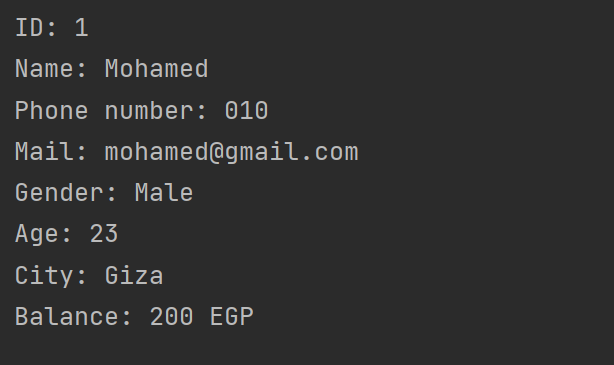 ID: 1
Name: Mohamed
Phone number: 010
Mail: mohamed@gmail.com
Gender: Male
Age: 23
City: Giza
Balance: 200 EGP